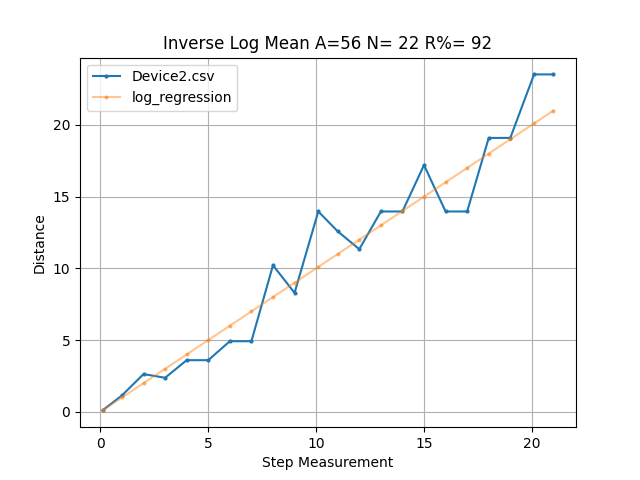 Inverse Log Mean A=56 N= 22 R%= 92
Device2.csv
log_regression
Distance
20
15
10
5
0
0 5 10 15 20
Step Measurement